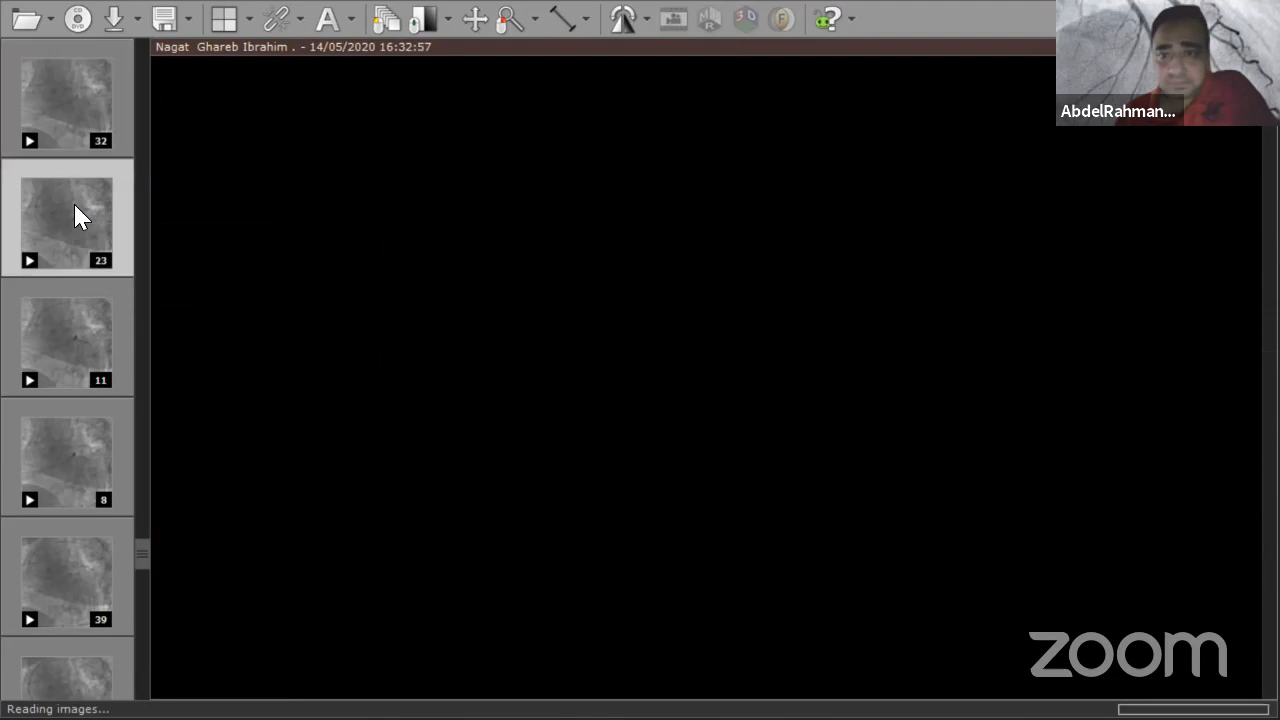 Nagat Ghareb Ibrahim . - 14/05/2020 16:32:57
AbdelRahman...
32
23
11
8
39
zoom
Reading images...